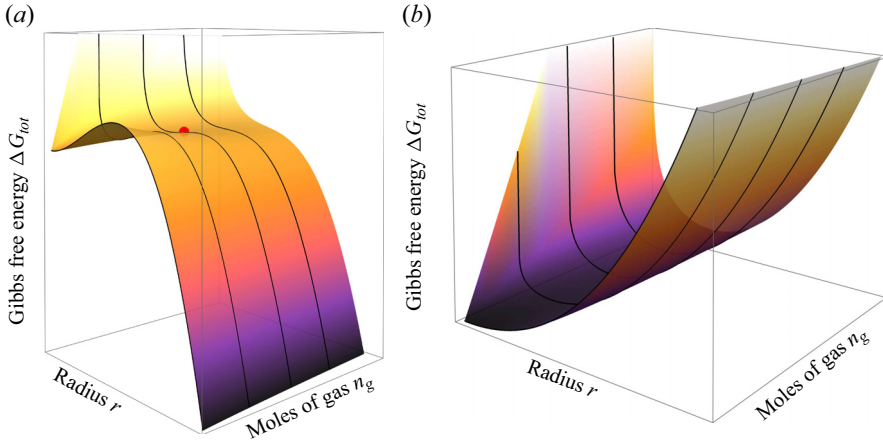 (a)
Gibbs free energy ΔG_tot
Radius r
Moles of gas n_g
(b)
Gibbs free energy ΔG_tot
Radius r
Moles of gas n_g